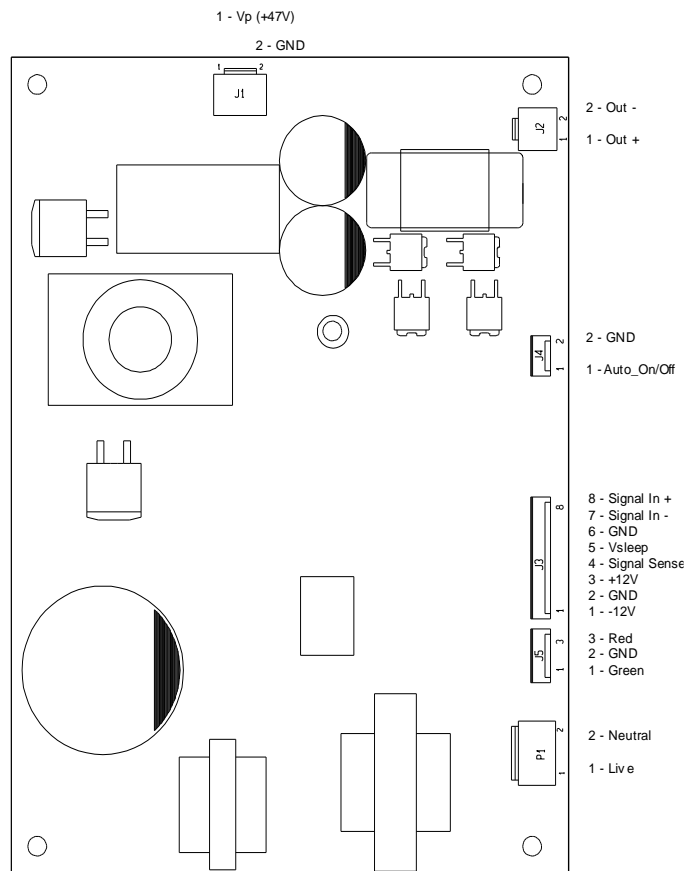 1 - Vp (+47V)
2 - GND
1 2
J1
2 - Out -
1 - Out +
J2
2
1
2 - GND
1 - Auto_On/Off
J4
2
1
8 - Signal In +
7 - Signal In -
6 - GND
5 - Vsleep
4 - Signal Sense
3 - +12V
2 - GND
1 - -12V
J3
8
1
3 - Red
2 - GND
1 - Green
J5
3
1
2 - Neutral
1 - Live
P1
2
1